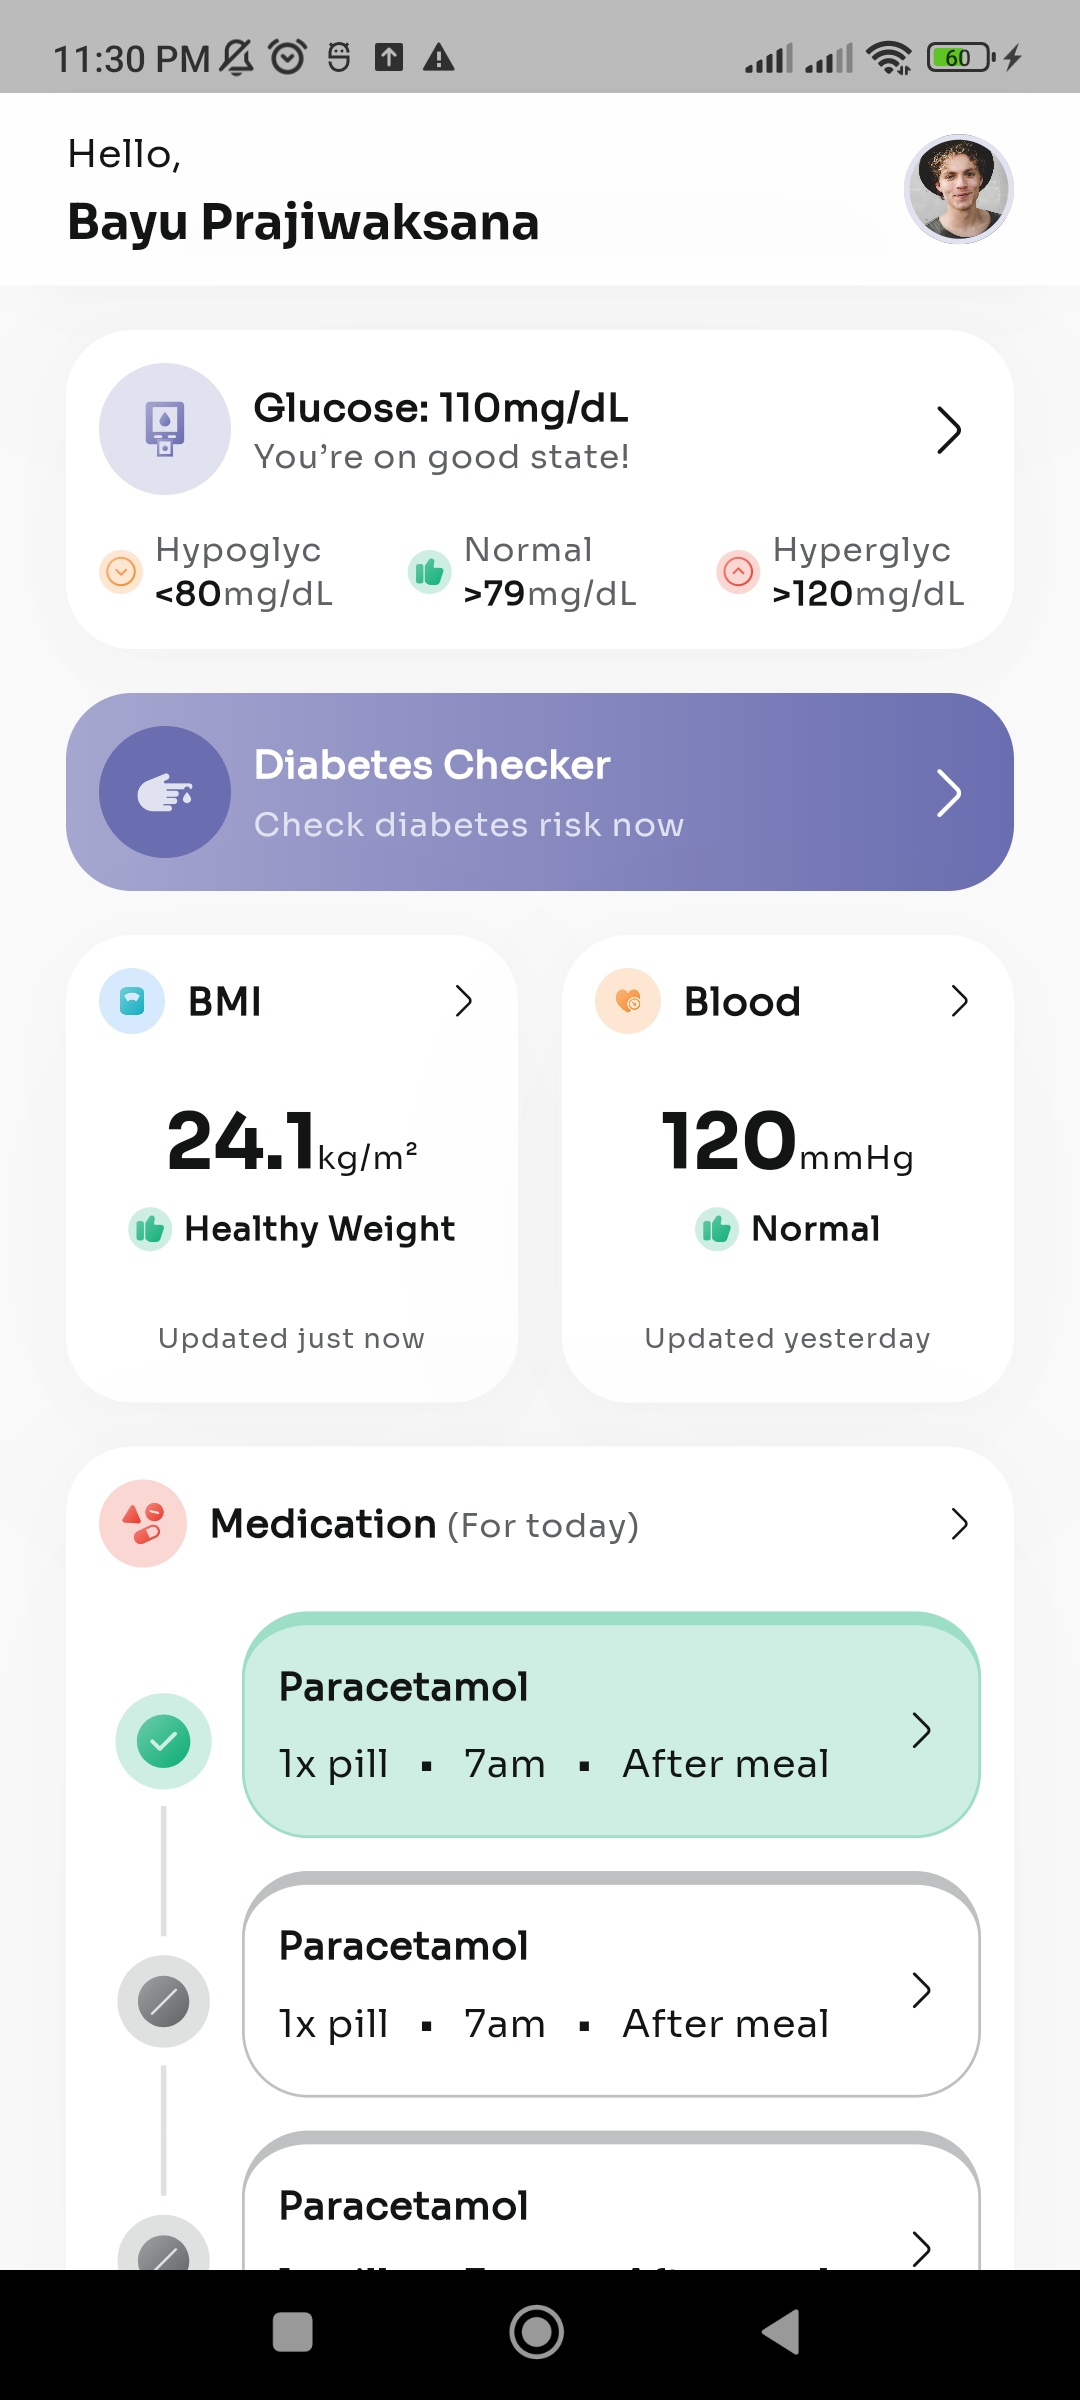 11:30 PM
60
Hello,
Bayu Prajiwaksana
Glucose: 110mg/dL
You’re on good state!
Hypoglyc
<80mg/dL
Normal
>79mg/dL
Hyperglyc
>120mg/dL
Diabetes Checker
Check diabetes risk now
BMI
24.1kg/m²
Healthy Weight
Updated just now
Blood
120mmHg
Normal
Updated yesterday
Medication (For today)
Paracetamol
1x pill ▪ 7am ▪ After meal
Paracetamol
1x pill ▪ 7am ▪ After meal
Paracetamol